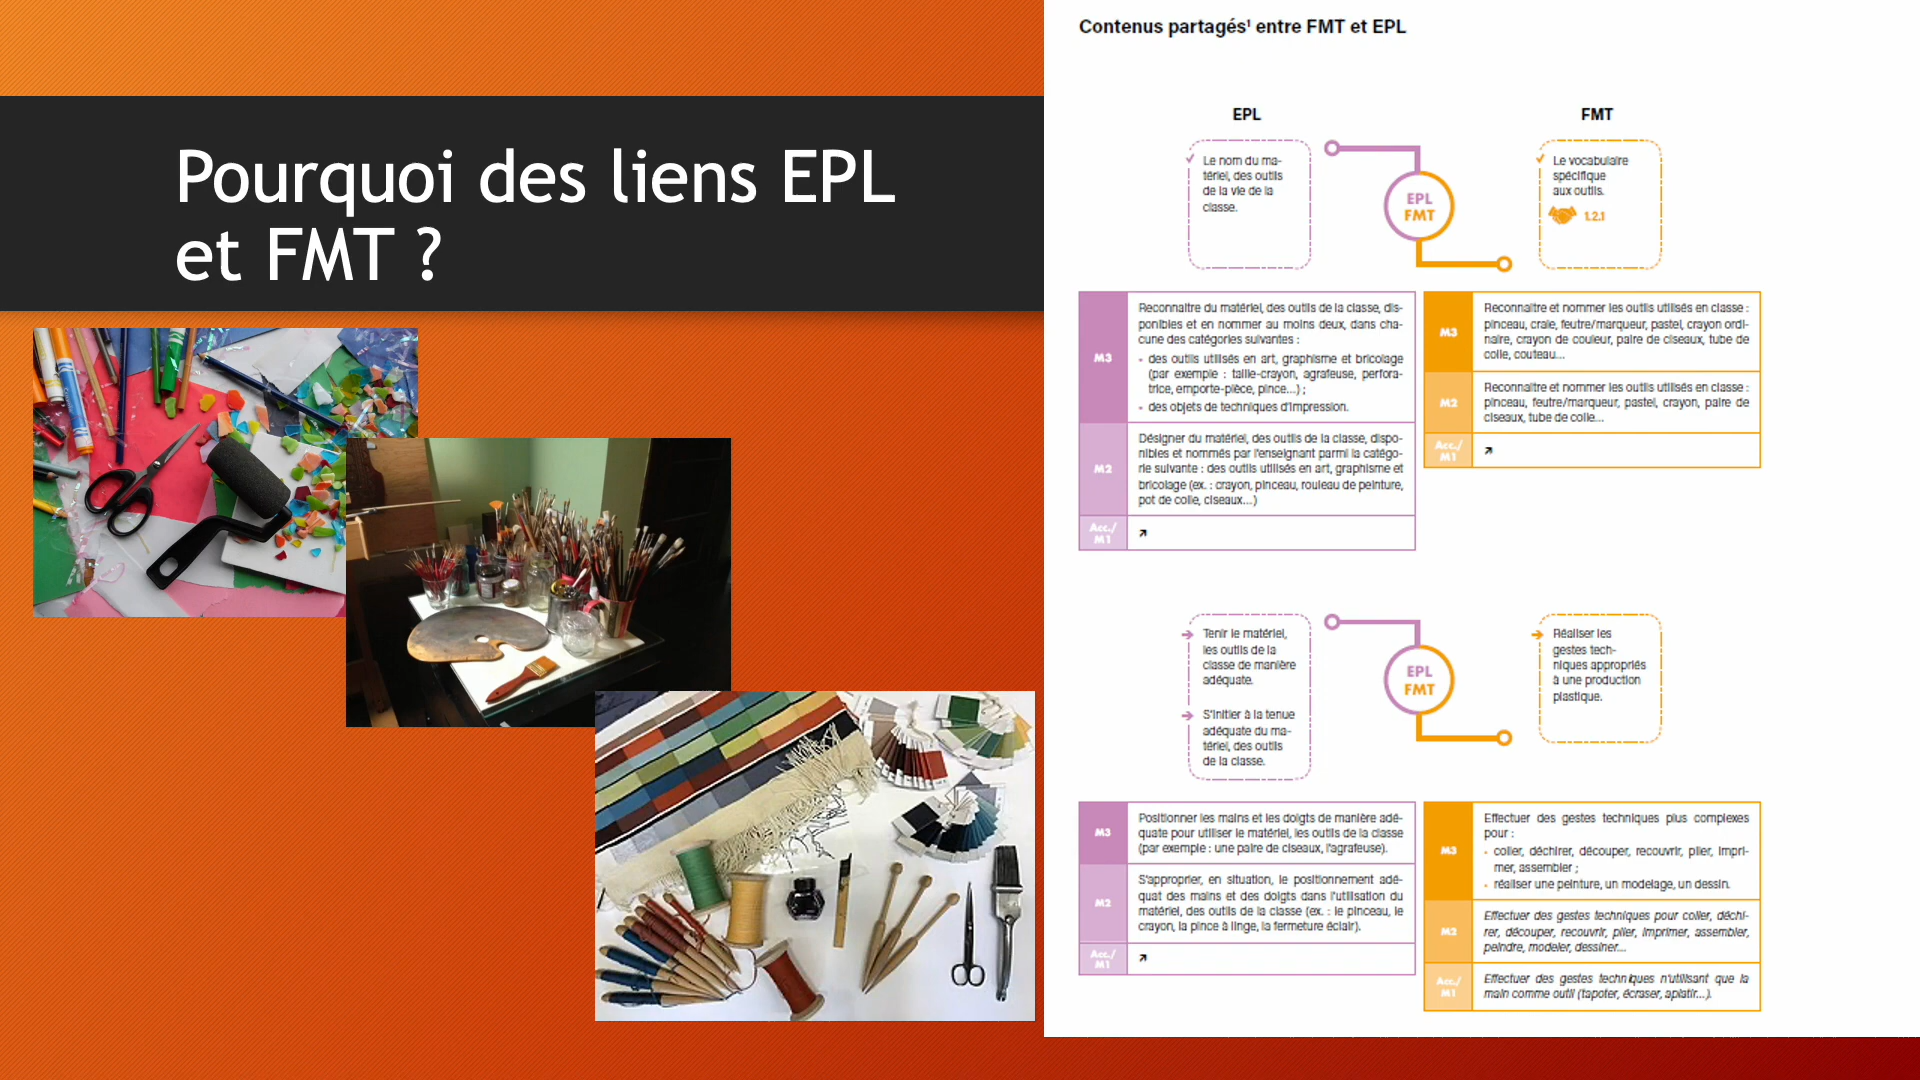 Pourquoi des liens EPL
et FMT ?
Contenus partagés¹ entre FMT et EPL
EPL
FMT
Le nom du ma-
tériel, des outils
de la vie de la
classe.
EPL
FMT
Le vocabulaire
spécifique
aux outils.
1.2.1
M3
Reconnaitre du matériel, des outils de la classe, dis-
ponibles et en nommer au moins deux, dans cha-
cune des catégories suivantes :
- des outils utilisés en art, graphisme et bricolage
(par exemple : taille-crayon, agrafeuse, perfora-
trice, emporte-pièce, pince...) ;
- des objets de techniques d'impression.
M2
Désigner du matériel, des outils de la classe, dispo-
nibles et nommés par l'enseignant parmi la catégo-
rie suivante : des outils utilisés en art, graphisme et
bricolage (ex. : crayon, pinceau, rouleau de peinture,
pot de colle, ciseaux...)
Acc./
M1
↗
M3
Reconnaitre et nommer les outils utilisés en classe :
pinceau, craie, feutre/marqueur, pastel, crayon ordi-
naire, crayon de couleur, paire de ciseaux, tube de
colle, couteau...
M2
Reconnaitre et nommer les outils utilisés en classe :
pinceau, feutre/marqueur, pastel, crayon, paire de
ciseaux, tube de colle...
Acc./
M1
↗
Tenir le matériel,
les outils de la
classe de manière
adéquate.
S'initier à la tenue
adéquate du ma-
tériel, des outils
de la classe.
EPL
FMT
Réaliser les
gestes tech-
niques appropriés
à une production
plastique.
M3
Positionner les mains et les doigts de manière adé-
quate pour utiliser le matériel, les outils de la classe
(par exemple : une paire de ciseaux, l'agrafeuse).
M2
S'approprier, en situation, le positionnement adé-
quat des mains et des doigts dans l'utilisation du
matériel, des outils de la classe (ex. : le pinceau, le
crayon, la pince à linge, la fermeture éclair).
Acc./
M1
↗
M3
Effectuer des gestes techniques plus complexes
pour :
- coller, déchirer, découper, recouvrir, plier, impri-
mer, assembler ;
- réaliser une peinture, un modelage, un dessin.
M2
Effectuer des gestes techniques pour coller, déchi-
rer, découper, recouvrir, plier, imprimer, assembler,
peindre, modeler, dessiner...
Acc./
M1
Effectuer des gestes techniques n'utilisant que la
main comme outil (tapoter, écraser, aplatir...).